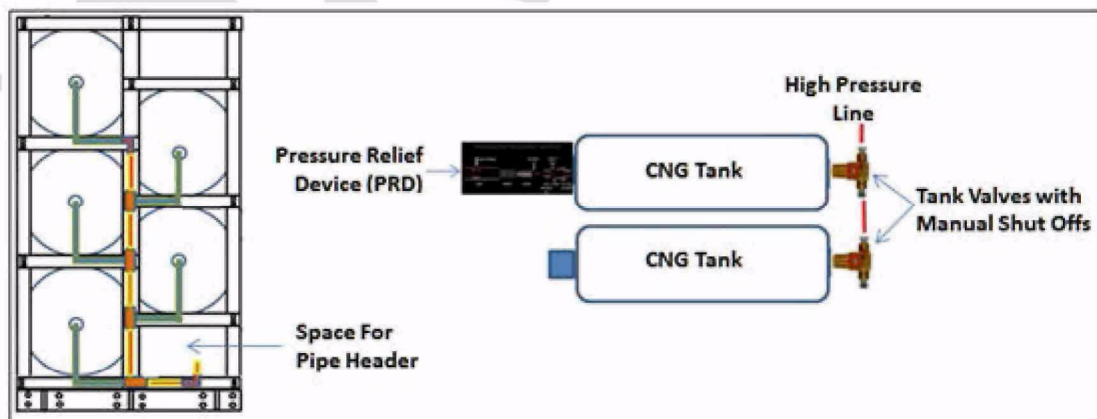 High Pressure
Line
Pressure Relief
Device (PRD)
CNG Tank
Tank Valves with
Manual Shut Offs
CNG Tank
Space For
Pipe Header